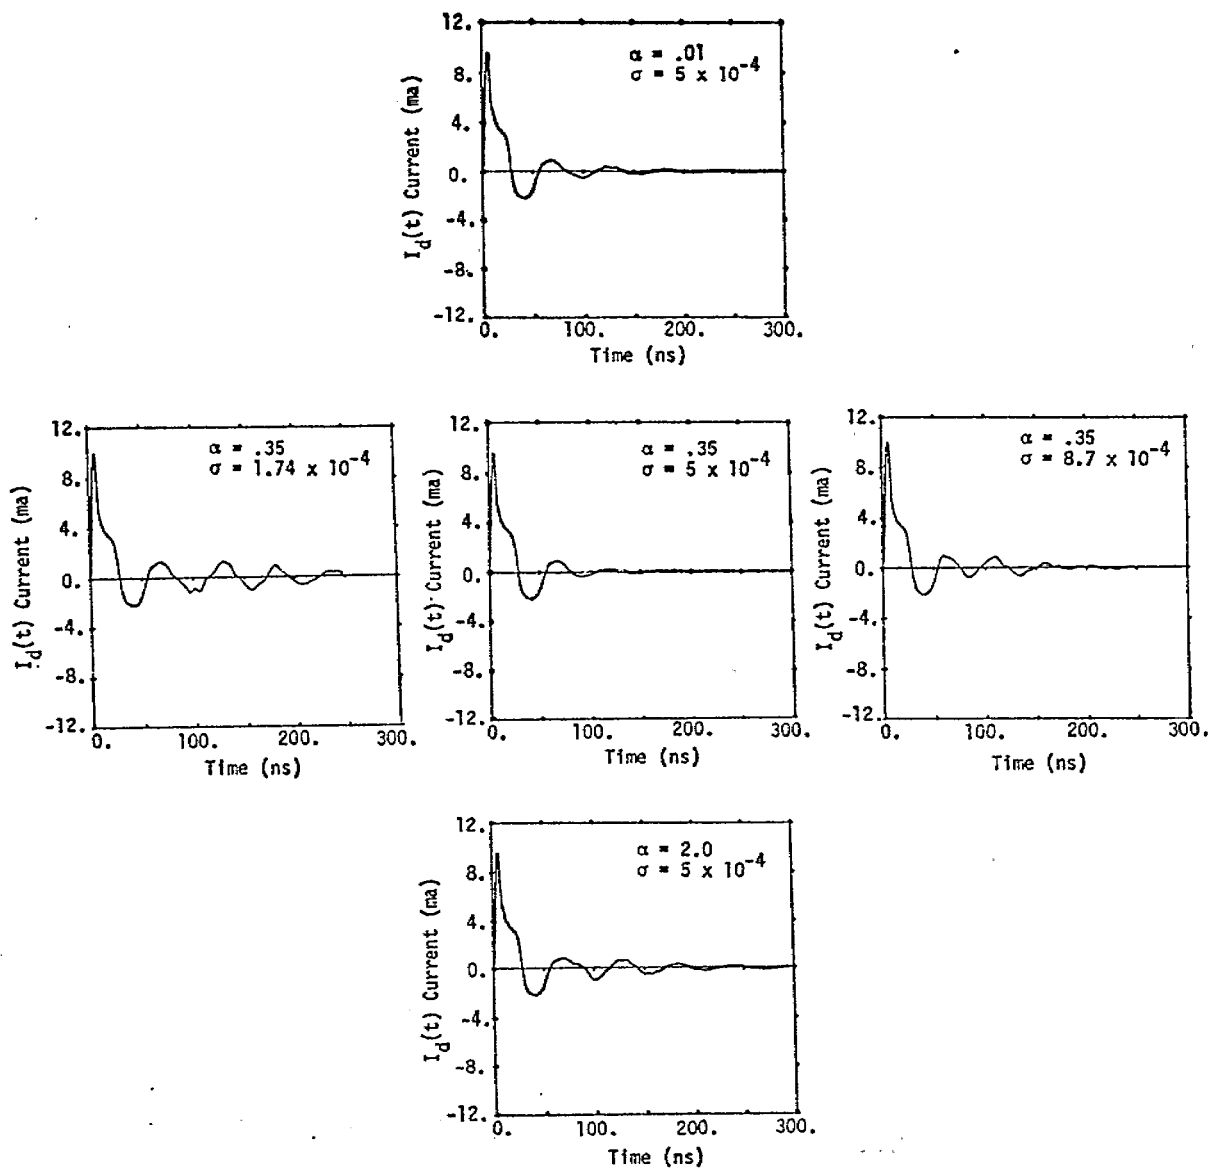 12.
8.
4.
0.
-4.
-8.
-12.
I_d(t) Current (ma)
α = .01
σ = 5 x 10^-4
0. 100. 200. 300.
Time (ns)
12.
8.
4.
0.
-4.
-8.
-12.
I_d(t) Current (ma)
α = .35
σ = 1.74 x 10^-4
0. 100. 200. 300.
Time (ns)
12.
8.
4.
0.
-4.
-8.
-12.
I_d(t) Current (ma)
α = .35
σ = 5 x 10^-4
0. 100. 200. 300.
Time (ns)
12.
8.
4.
0.
-4.
-8.
-12.
I_d(t) Current (ma)
α = .35
σ = 8.7 x 10^-4
0. 100. 200. 300.
Time (ns)
12.
8.
4.
0.
-4.
-8.
-12.
I_d(t) Current (ma)
α = 2.0
σ = 5 x 10^-4
0. 100. 200. 300.
Time (ns)